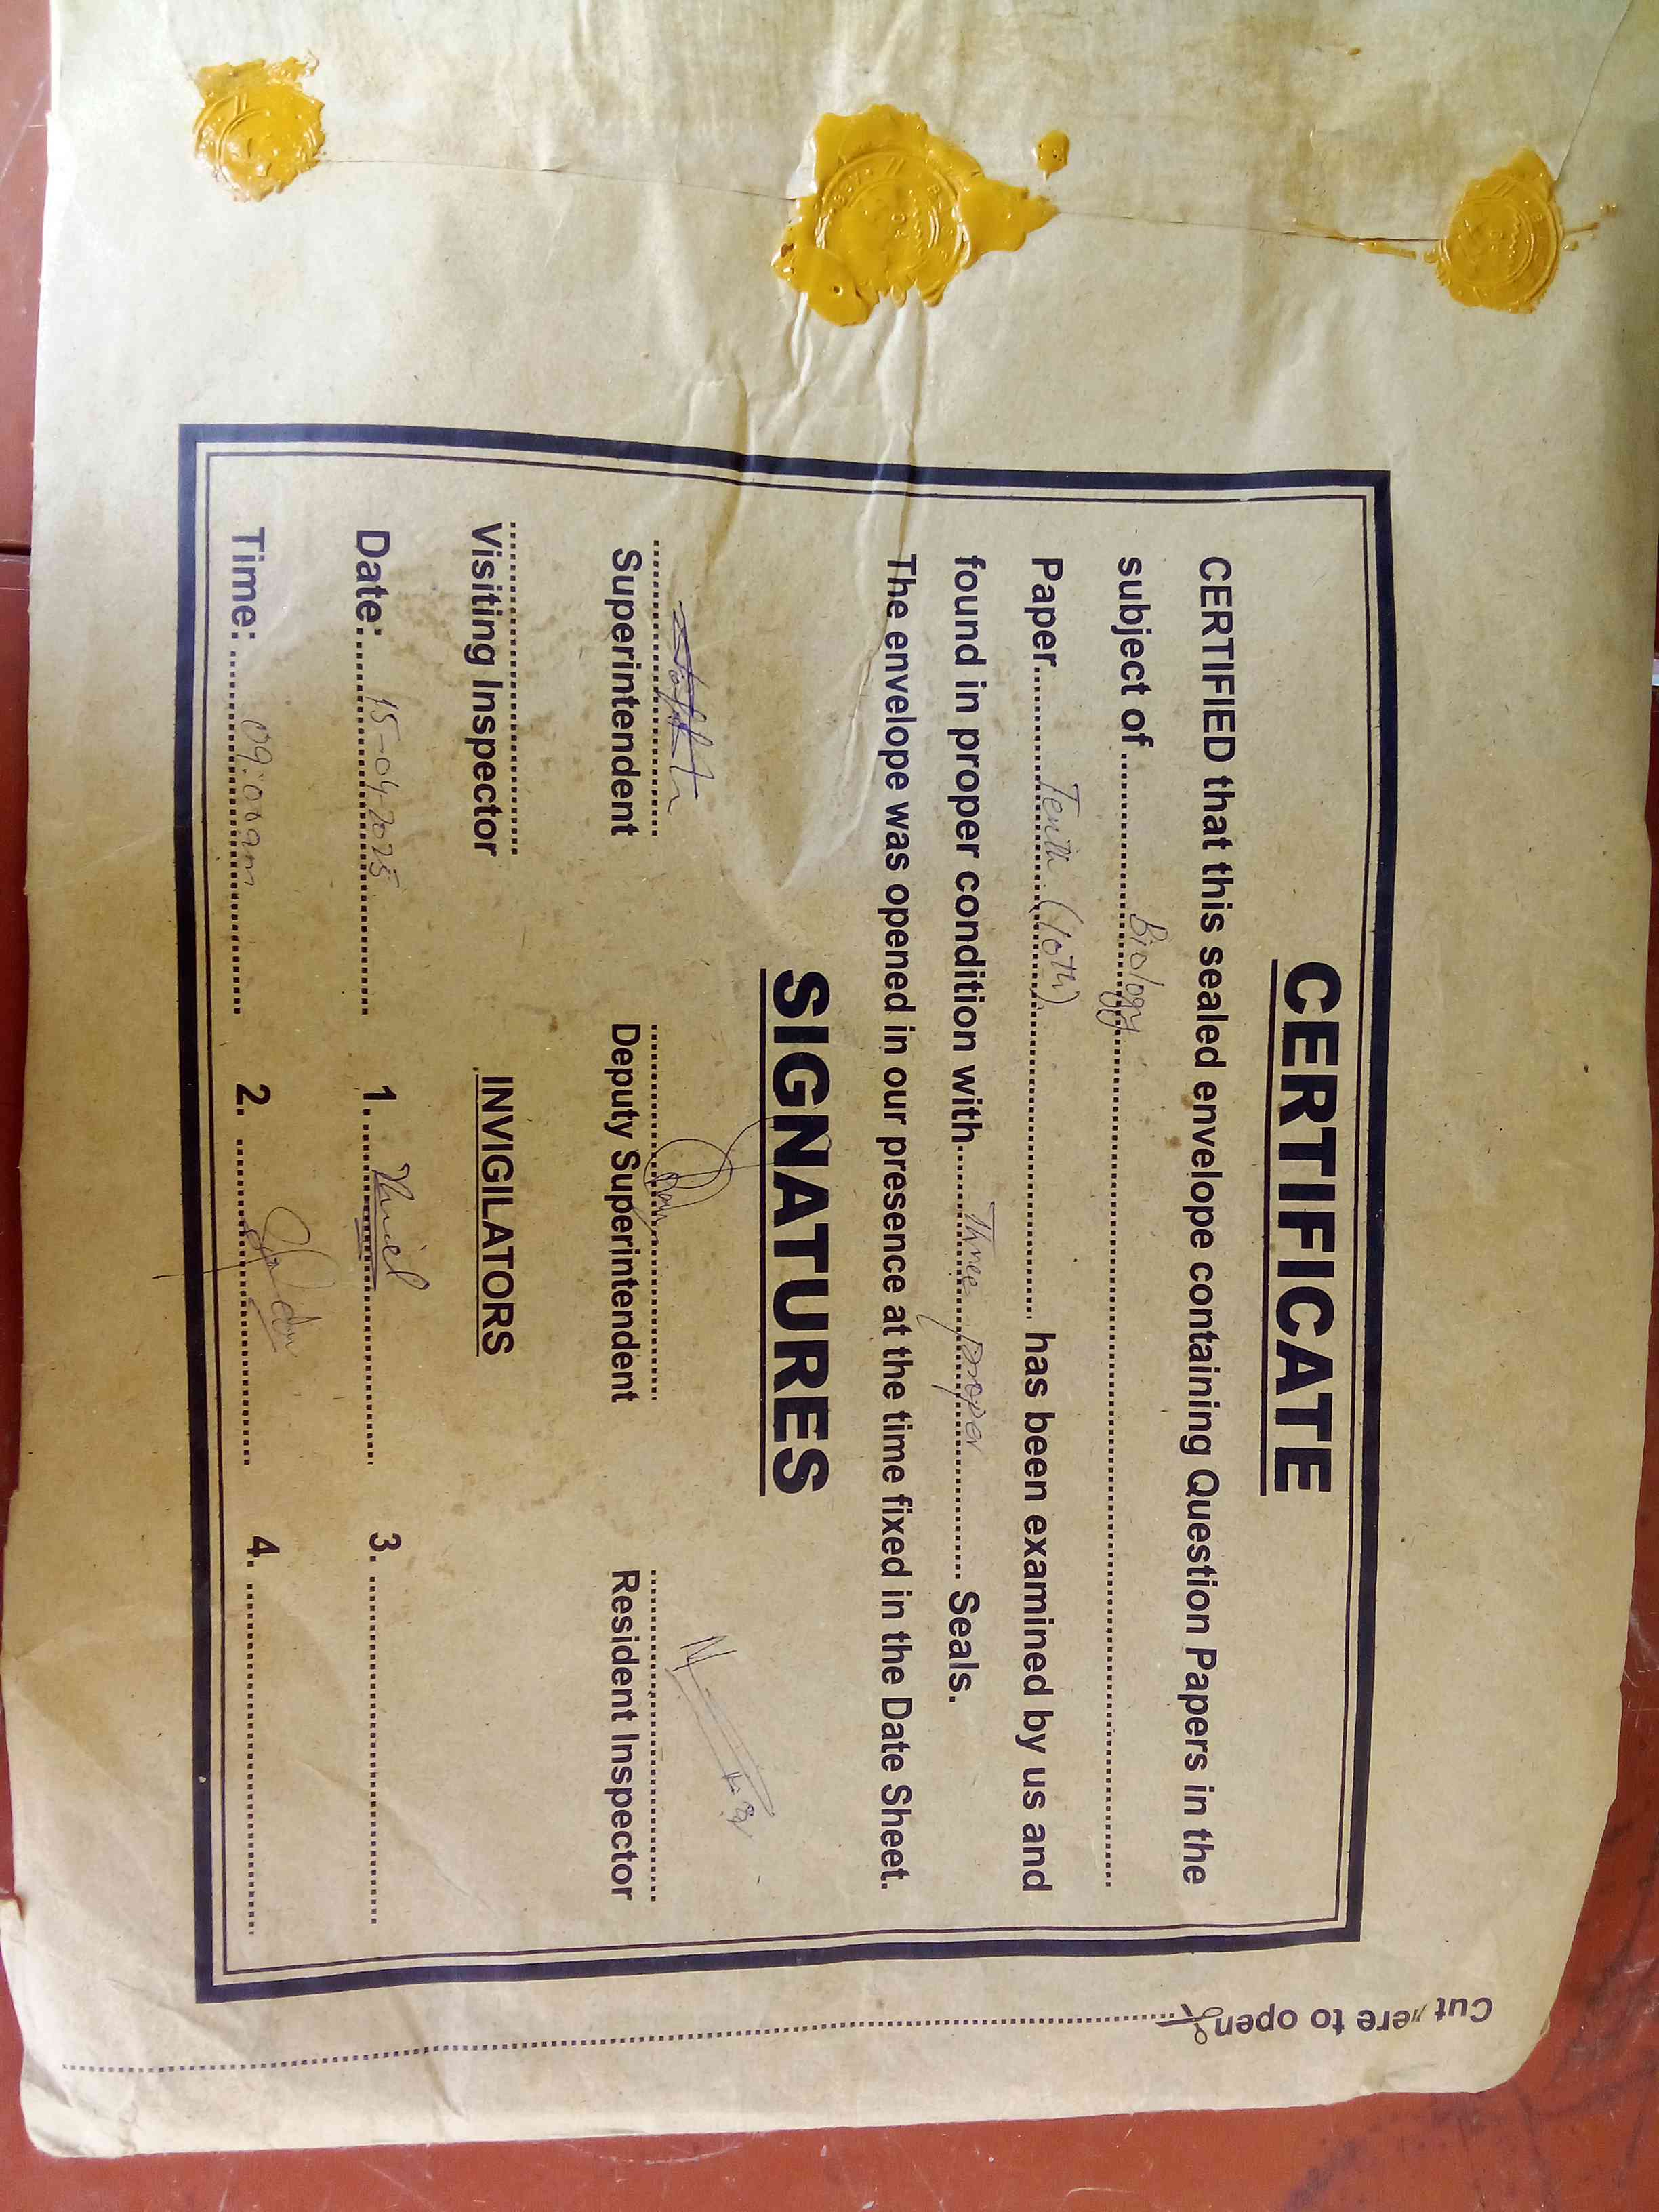 CERTIFICATE
CERTIFIED that this sealed envelope containing Question Papers in the
subject of .......... Biology ..........
Paper.......... Tenth (10th) .......... has been examined by us and
found in proper condition with.......... Three proper .......... Seals.
The envelope was opened in our presence at the time fixed in the Date Sheet.
SIGNATURES
Superintendent Deputy Superintendent Resident Inspector
Visiting Inspector INVIGILATORS
Date: 15-04-2025 1. 3.
Time: 09:00am 2. 4.
Cut here to open